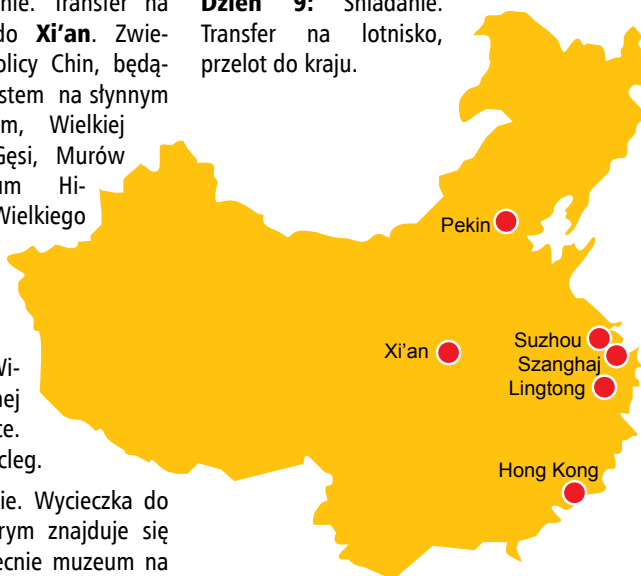 nie. Transfer na
do Xi’an. Zwie-
olicy Chin, będą-
stem na słynnym
m, Wielkiej
Gęsi, Murów
um Hi-
Wielkiego
Wi-
nej
ce.
cleg.
ie. Wycieczka do
rym znajduje się
ecnie muzeum na
Dzień 9: Śniadanie.
Transfer na lotnisko,
przelot do kraju.
Pekin
Xi’an
Suzhou
Szanghaj
Lingtong
Hong Kong